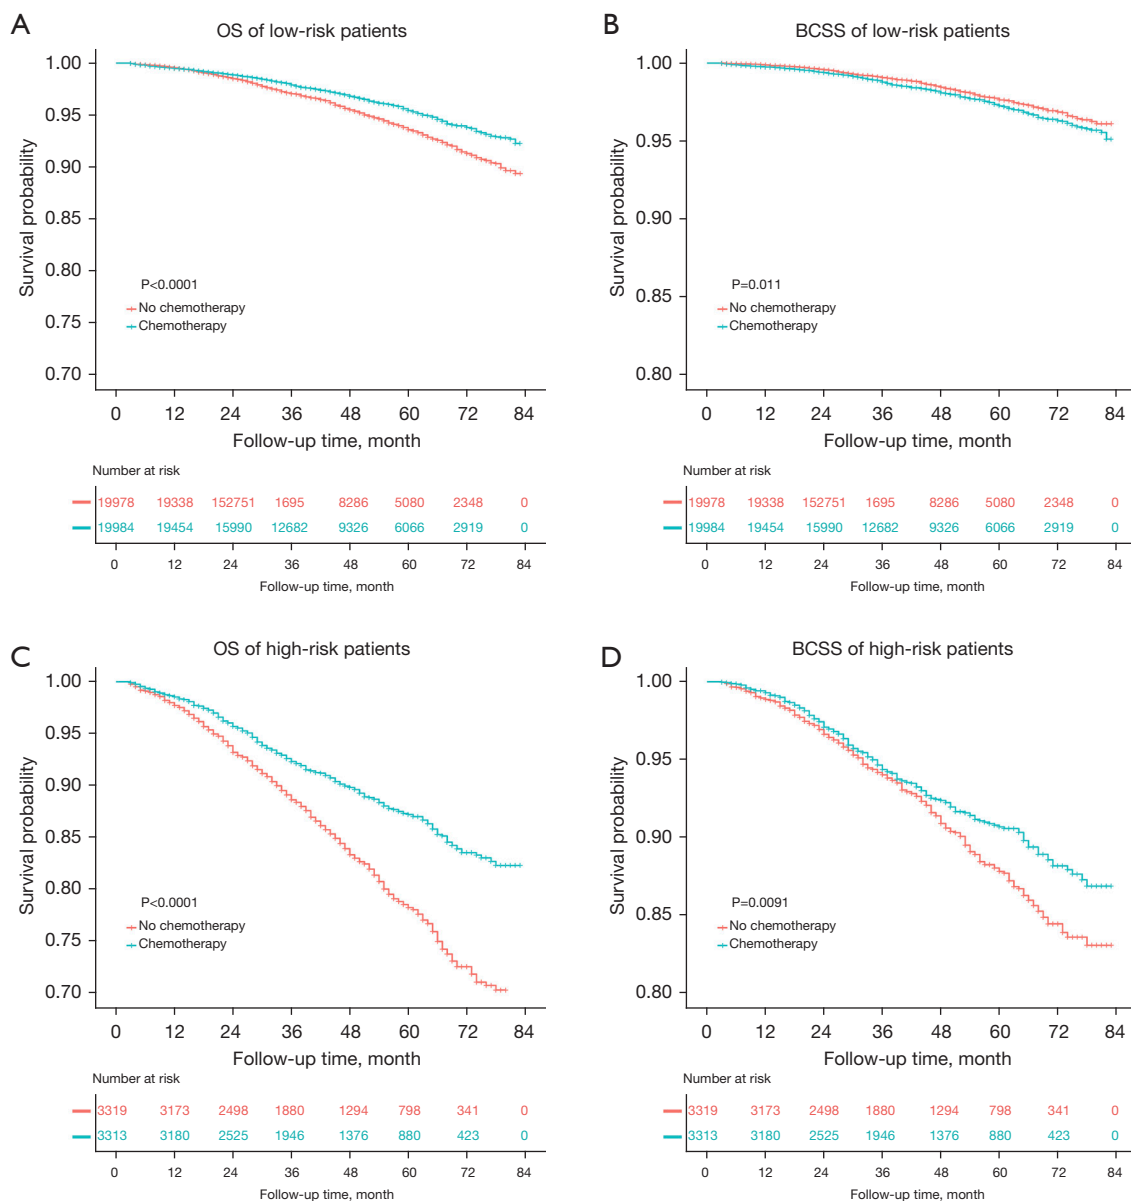 A
OS of low-risk patients
1.00
0.95
0.90
0.85
0.80
0.75
0.70
Survival probability
P<0.0001
No chemotherapy
Chemotherapy
0 12 24 36 48 60 72 84
Follow-up time, month
Number at risk
19978 19338 152751 1695 8286 5080 2348 0
19984 19454 15990 12682 9326 6066 2919 0
0 12 24 36 48 60 72 84
Follow-up time, month
B
BCSS of low-risk patients
1.00
0.95
0.90
0.85
0.80
Survival probability
P=0.011
No chemotherapy
Chemotherapy
0 12 24 36 48 60 72 84
Follow-up time, month
Number at risk
19978 19338 152751 1695 8286 5080 2348 0
19984 19454 15990 12682 9326 6066 2919 0
0 12 24 36 48 60 72 84
Follow-up time, month
C
OS of high-risk patients
1.00
0.95
0.90
0.85
0.80
0.75
0.70
Survival probability
P<0.0001
No chemotherapy
Chemotherapy
0 12 24 36 48 60 72 84
Follow-up time, month
Number at risk
3319 3173 2498 1880 1294 798 341 0
3313 3180 2525 1946 1376 880 423 0
0 12 24 36 48 60 72 84
Follow-up time, month
D
BCSS of high-risk patients
1.00
0.95
0.90
0.85
0.80
Survival probability
P=0.0091
No chemotherapy
Chemotherapy
0 12 24 36 48 60 72 84
Follow-up time, month
Number at risk
3319 3173 2498 1880 1294 798 341 0
3313 3180 2525 1946 1376 880 423 0
0 12 24 36 48 60 72 84
Follow-up time, month